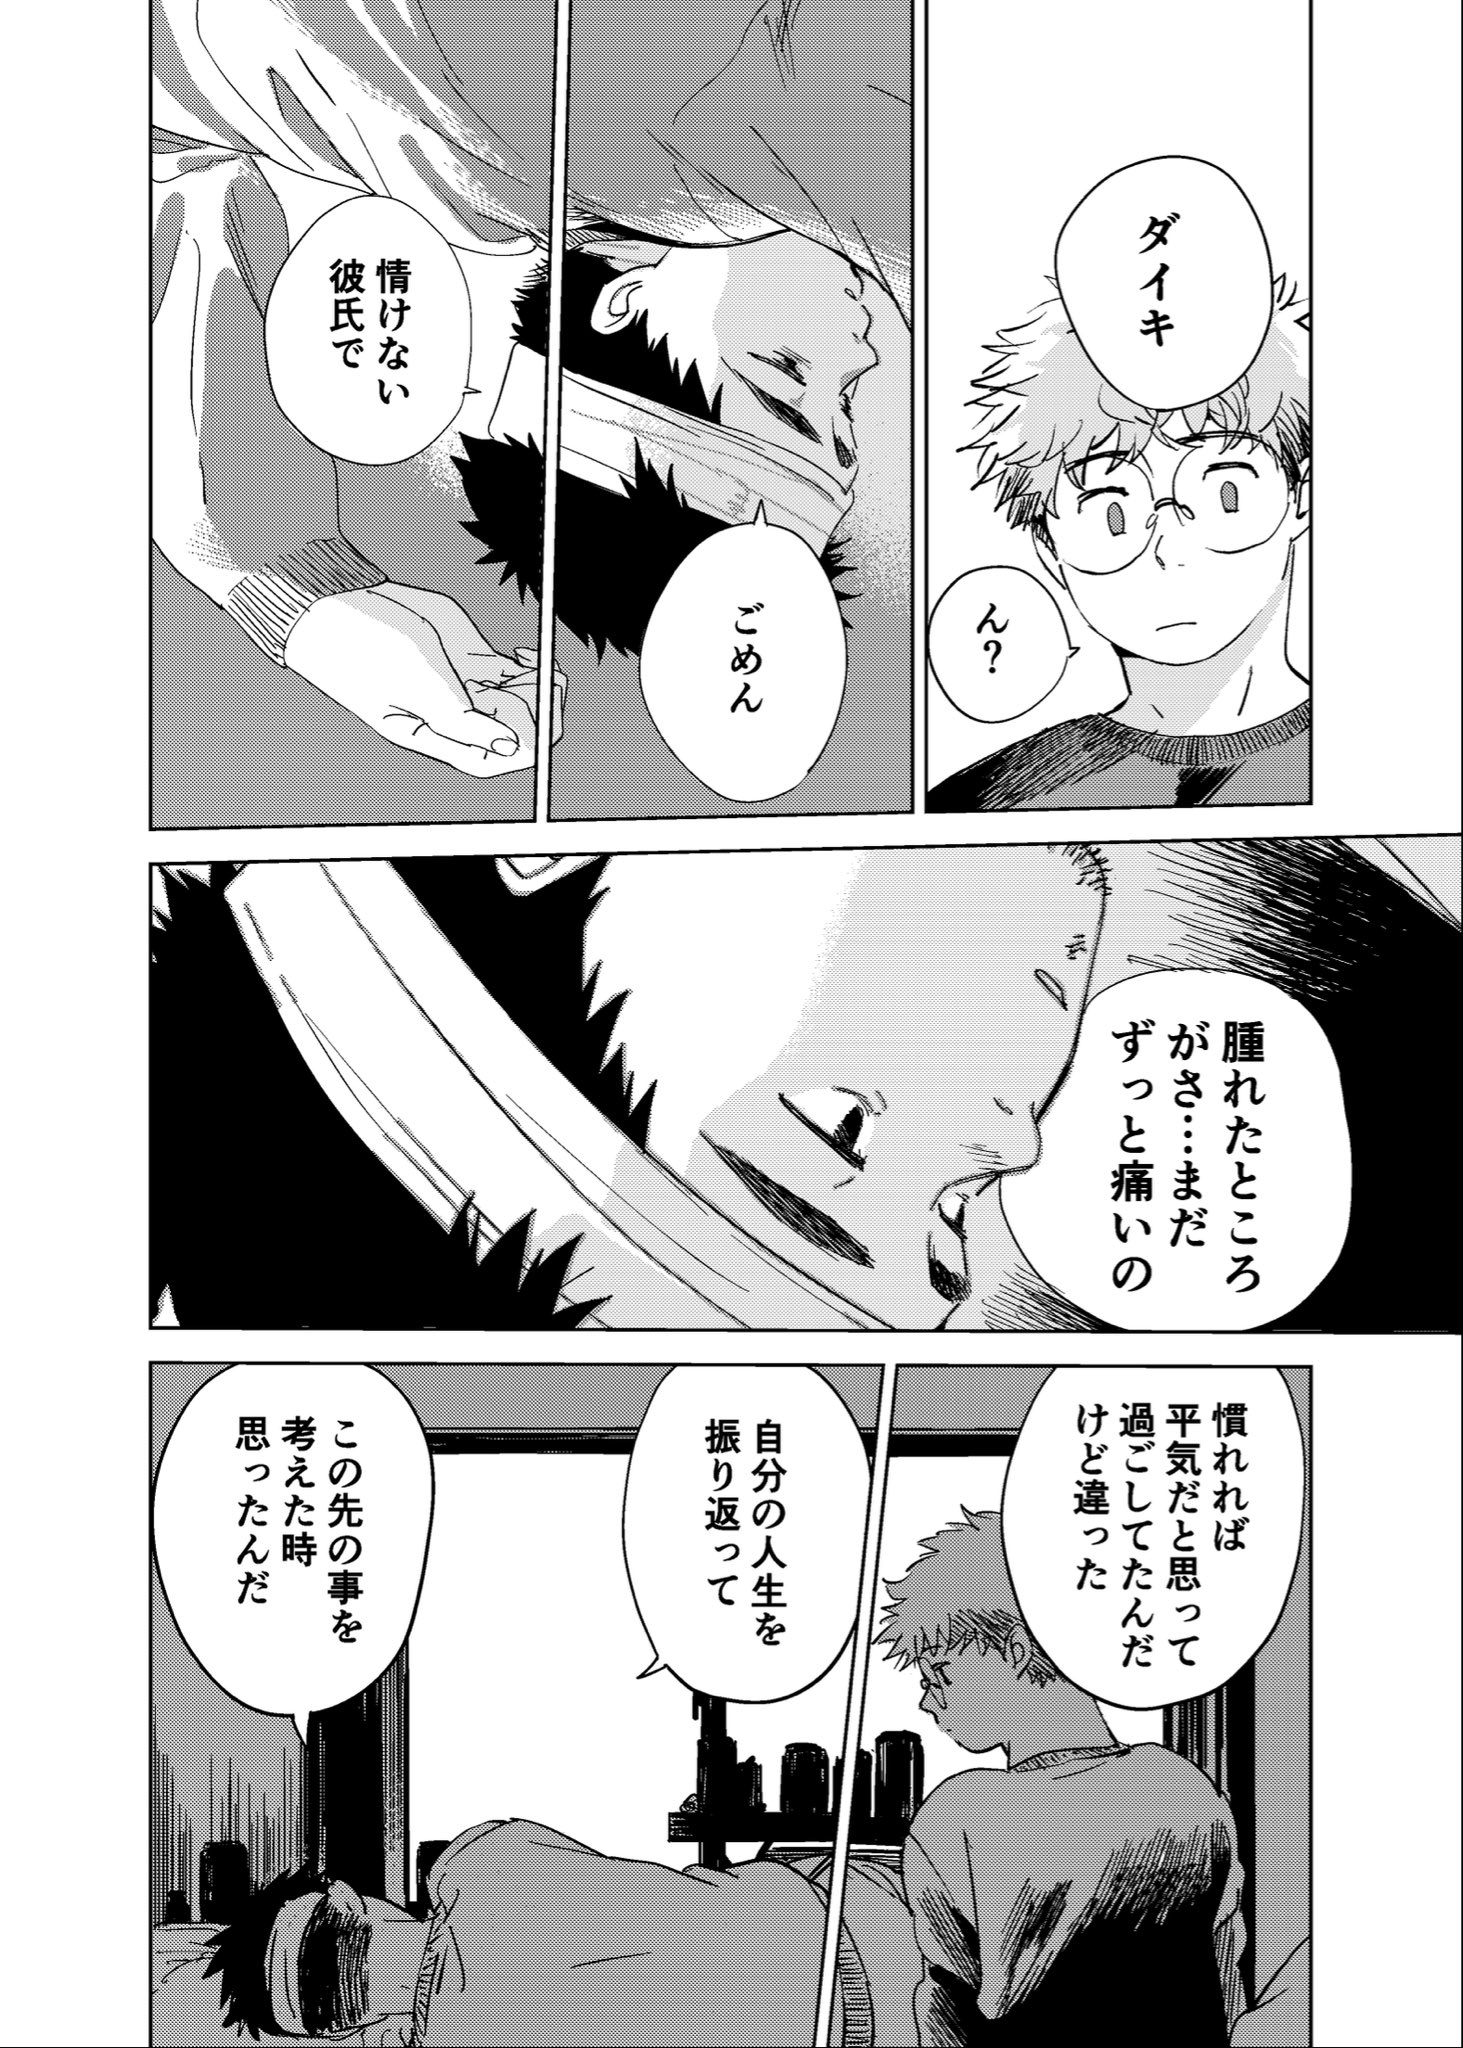 ダイキ
ん？
ごめん
情けない
彼氏で
腫れたところ
がさ…まだ
ずっと痛いの
慣れれば
平気だと思って
過ごしてたんだ
けど違った
自分の人生を
振り返って
この先の事を
考えた時
思ったんだ